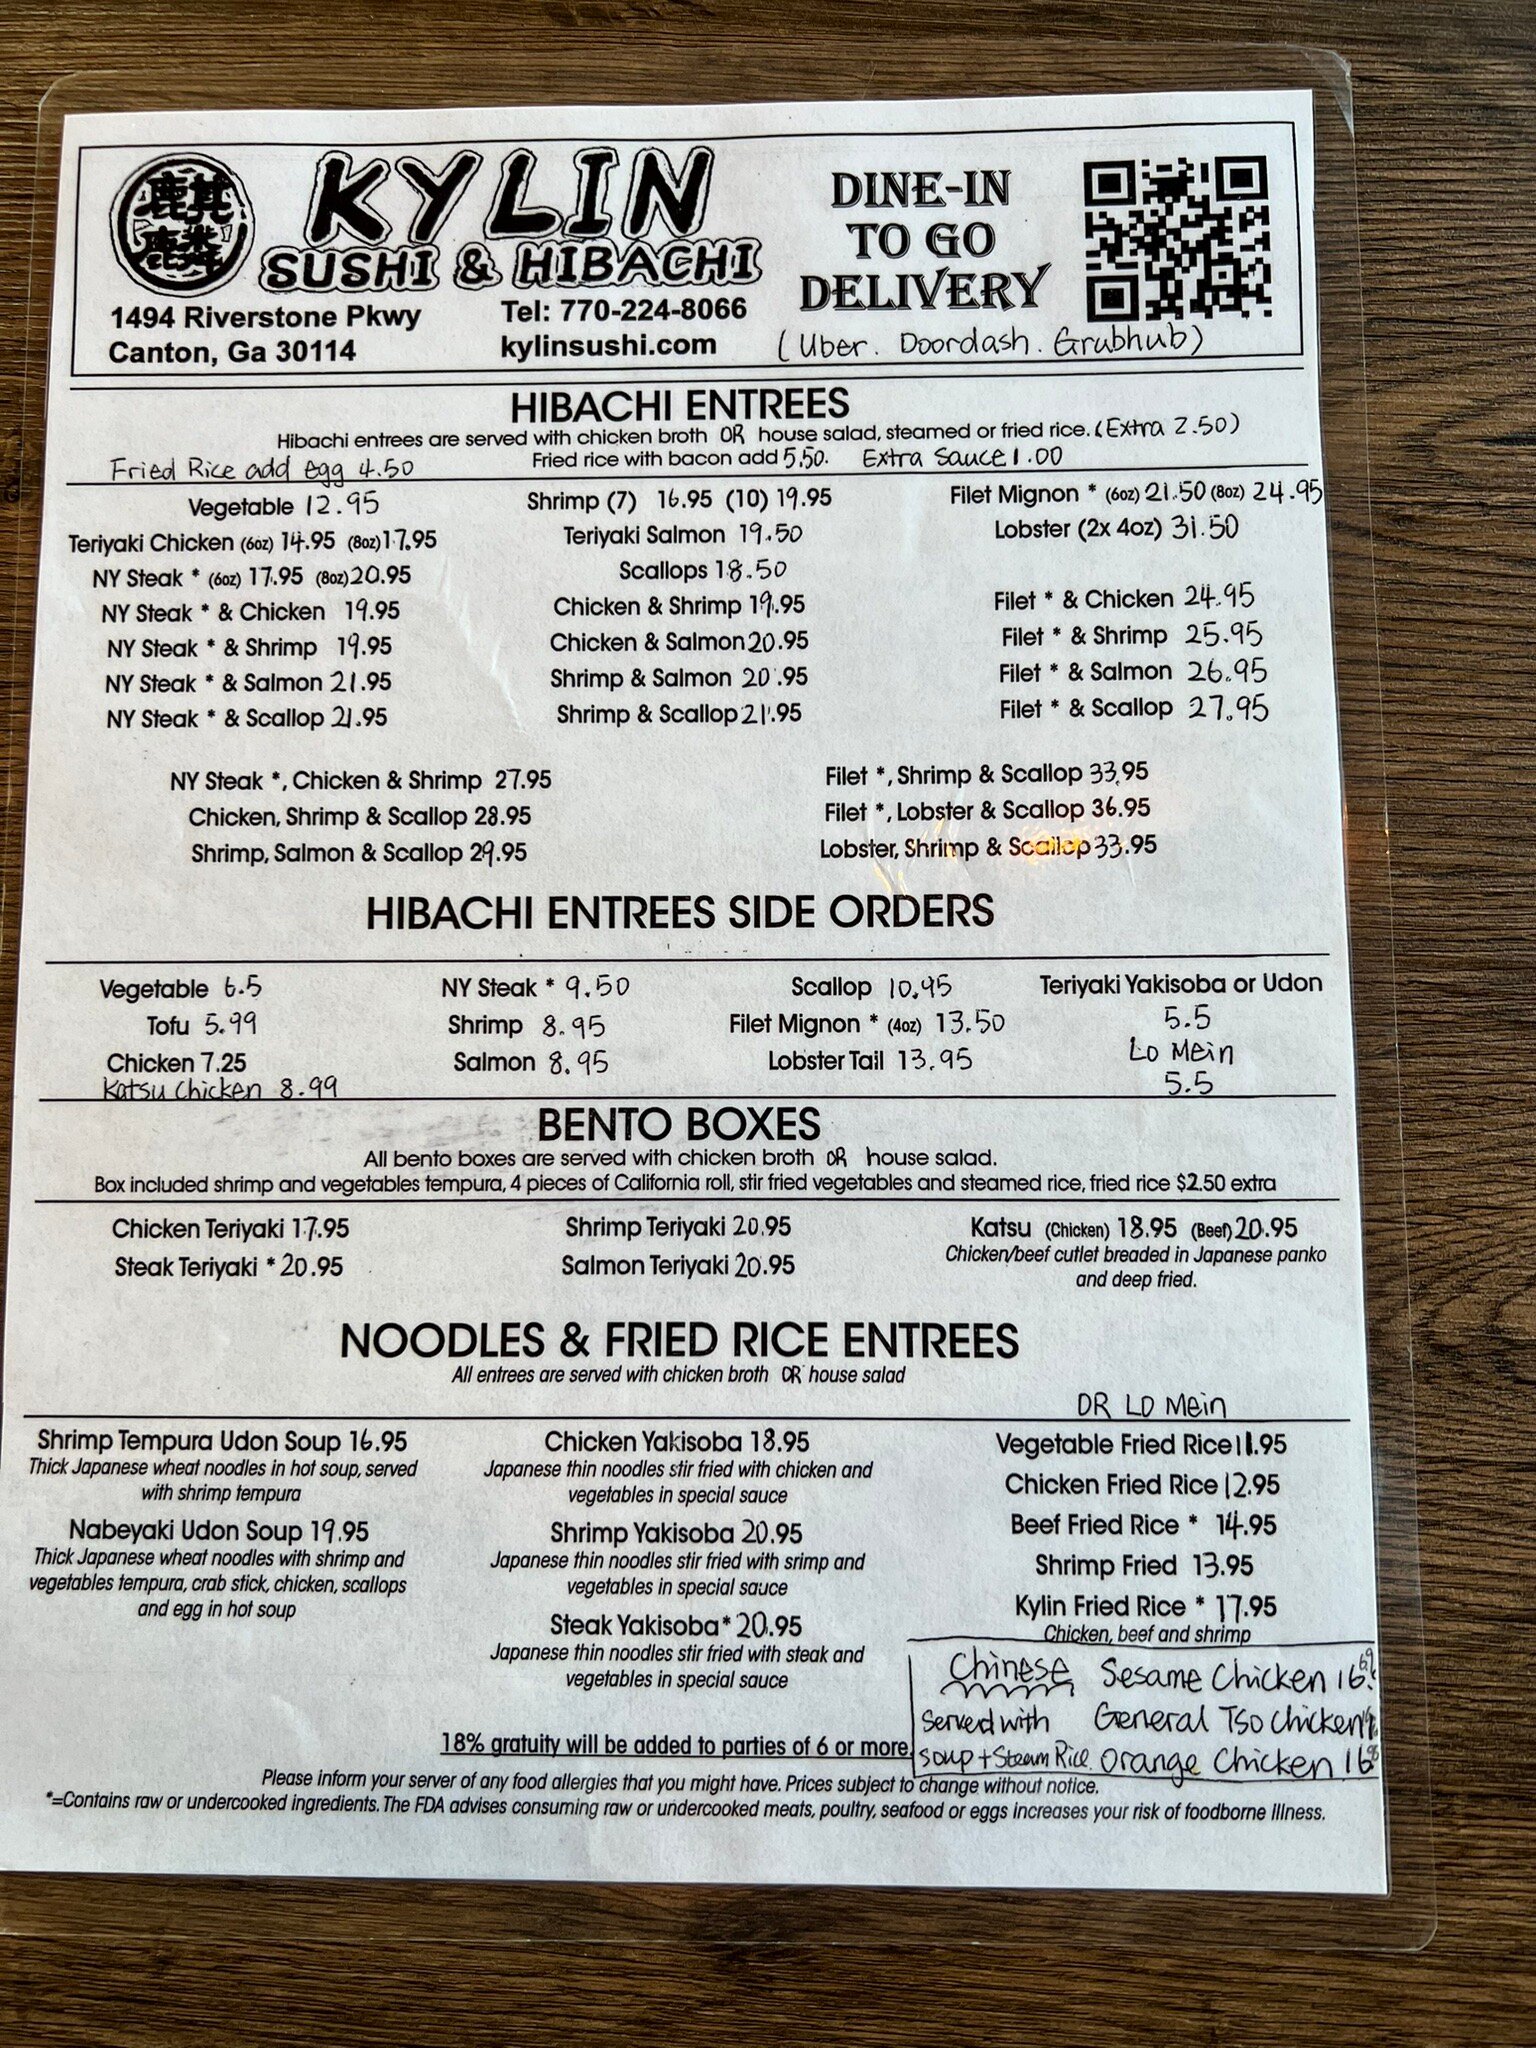 麒麟
KYLIN
SUSHI & HIBACHI
1494 Riverstone Pkwy
Canton, Ga 30114
Tel: 770-224-8066
kylinsushi.com
DINE-IN
TO GO
DELIVERY
(Uber. Doordash. Grubhub)
HIBACHI ENTREES
Hibachi entrees are served with chicken broth OR house salad, steamed or fried rice. (Extra 2.50)
Fried Rice add egg 4.50 Fried rice with bacon add 5.50. Extra Sauce 1.00
Vegetable 12.95
Teriyaki Chicken (6oz) 14.95 (8oz) 17.95
NY Steak * (6oz) 17.95 (8oz) 20.95
NY Steak * & Chicken 19.95
NY Steak * & Shrimp 19.95
NY Steak * & Salmon 21.95
NY Steak * & Scallop 21.95
Shrimp (7) 16.95 (10) 19.95
Teriyaki Salmon 19.50
Scallops 18.50
Chicken & Shrimp 19.95
Chicken & Salmon 20.95
Shrimp & Salmon 20.95
Shrimp & Scallop 21.95
Filet Mignon * (6oz) 21.50 (8oz) 24.95
Lobster (2x 4oz) 31.50
Filet * & Chicken 24.95
Filet * & Shrimp 25.95
Filet * & Salmon 26.95
Filet * & Scallop 27.95
NY Steak *, Chicken & Shrimp 27.95
Chicken, Shrimp & Scallop 28.95
Shrimp, Salmon & Scallop 29.95
Filet *, Shrimp & Scallop 33.95
Filet *, Lobster & Scallop 36.95
Lobster, Shrimp & Scallop 33.95
HIBACHI ENTREES SIDE ORDERS
Vegetable 6.5
Tofu 5.99
Chicken 7.25
Katsu Chicken 8.99
NY Steak * 9.50
Shrimp 8.95
Salmon 8.95
Scallop 10.95
Filet Mignon * (4oz) 13.50
Lobster Tail 13.95
Teriyaki Yakisoba or Udon
5.5
Lo Mein
5.5
BENTO BOXES
All bento boxes are served with chicken broth OR house salad.
Box included shrimp and vegetables tempura, 4 pieces of California roll, stir fried vegetables and steamed rice, fried rice $2.50 extra
Chicken Teriyaki 17.95
Steak Teriyaki * 20.95
Shrimp Teriyaki 20.95
Salmon Teriyaki 20.95
Katsu (Chicken) 18.95 (Beef) 20.95
Chicken/beef cutlet breaded in Japanese panko
and deep fried.
NOODLES & FRIED RICE ENTREES
All entrees are served with chicken broth OR house salad
Shrimp Tempura Udon Soup 16.95
Thick Japanese wheat noodles in hot soup, served
with shrimp tempura
Nabeyaki Udon Soup 19.95
Thick Japanese wheat noodles with shrimp and
vegetables tempura, crab stick, chicken, scallops
and egg in hot soup
Chicken Yakisoba 18.95
Japanese thin noodles stir fried with chicken and
vegetables in special sauce
Shrimp Yakisoba 20.95
Japanese thin noodles stir fried with srimp and
vegetables in special sauce
Steak Yakisoba* 20.95
Japanese thin noodles stir fried with steak and
vegetables in special sauce
OR Lo Mein
Vegetable Fried Rice 11.95
Chicken Fried Rice 12.95
Beef Fried Rice * 14.95
Shrimp Fried 13.95
Kylin Fried Rice * 17.95
Chicken, beef and shrimp
Chinese
Served with
soup + Steam Rice
Sesame Chicken
General Tso Chicken
Orange Chicken
18% gratuity will be added to parties of 6 or more
Please inform your server of any food allergies that you might have. Prices subject to change without notice.
*=Contains raw or undercooked ingredients. The FDA advises consuming raw or undercooked meats, poultry, seafood or eggs increases your risk of foodborne illness.